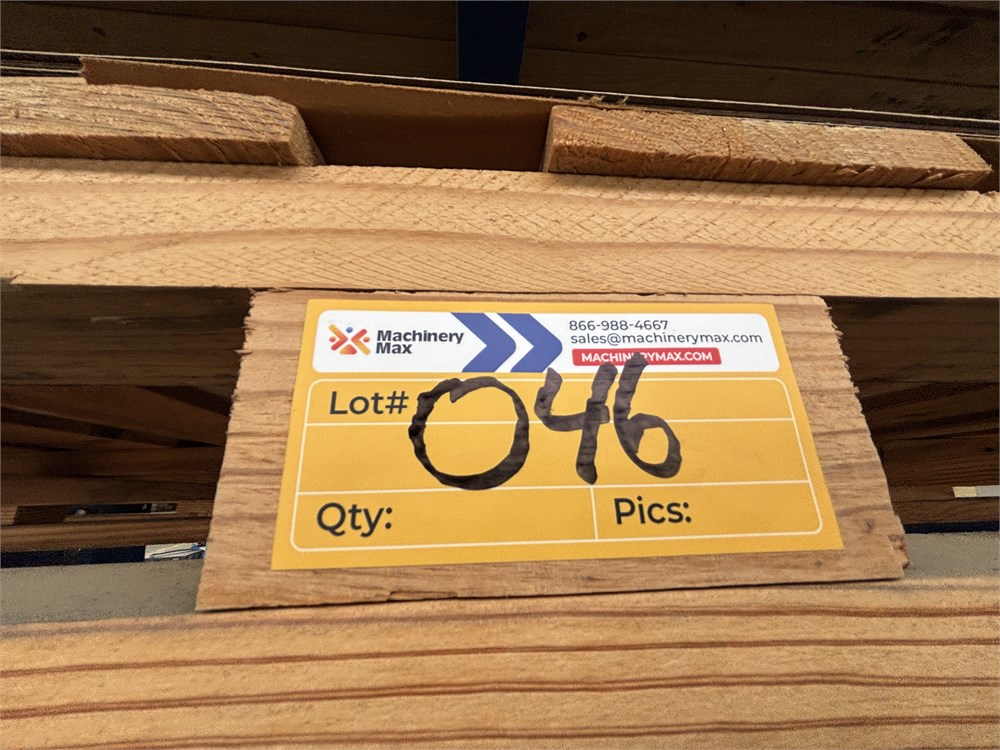 Machinery
Max
866-988-4667
sales@machinerymax.com
MACHINERYMAX.COM
Lot# 046
Qty:
Pics: